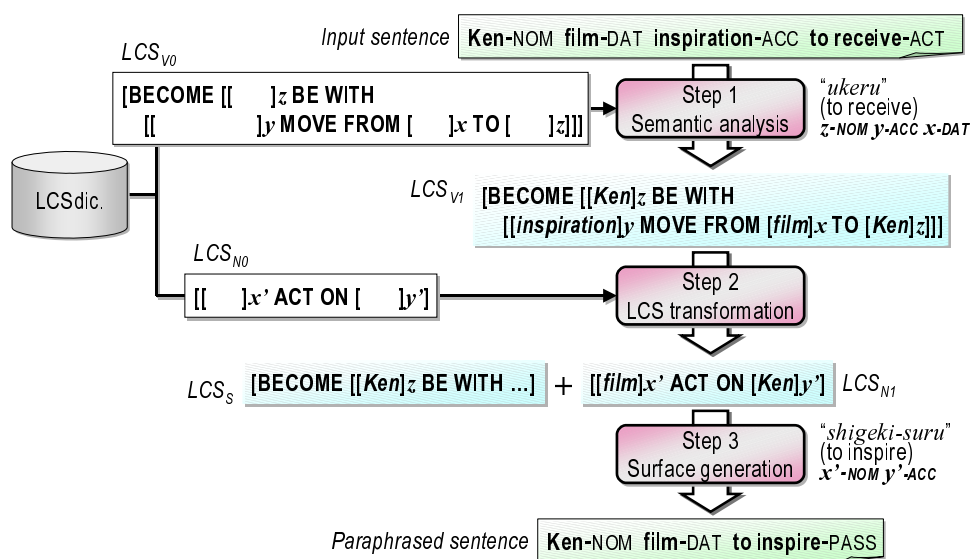 Input sentence Ken-NOM film-DAT inspiration-ACC to receive-ACT
LCSV0
[BECOME [[ ]z BE WITH
[[ ]y MOVE FROM [ ]x TO [ ]z]]]
Step 1
Semantic analysis
“ukeru”
(to receive)
z-NOM y-ACC x-DAT
LCSdic.
LCSV1
[BECOME [[Ken]z BE WITH
[[inspiration]y MOVE FROM [film]x TO [Ken]z]]]
LCSN0
[[ ]x’ ACT ON [ ]y’]
Step 2
LCS transformation
LCSS [BECOME [[Ken]z BE WITH ...] + [[film]x’ ACT ON [Ken]y’] LCSN1
Step 3
Surface generation
“shigeki-suru”
(to inspire)
x’-NOM y’-ACC
Paraphrased sentence Ken-NOM film-DAT to inspire-PASS